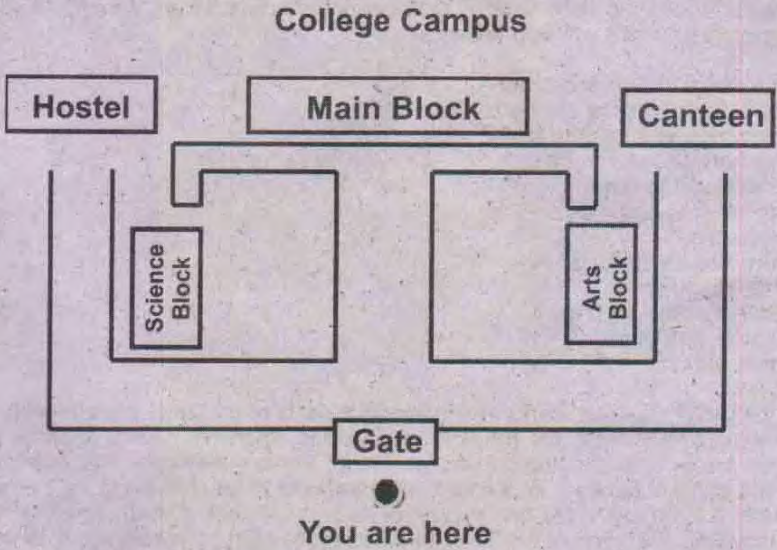 College Campus
Hostel
Main Block
Canteen
Science
Block
Arts
Block
Gate
You are here